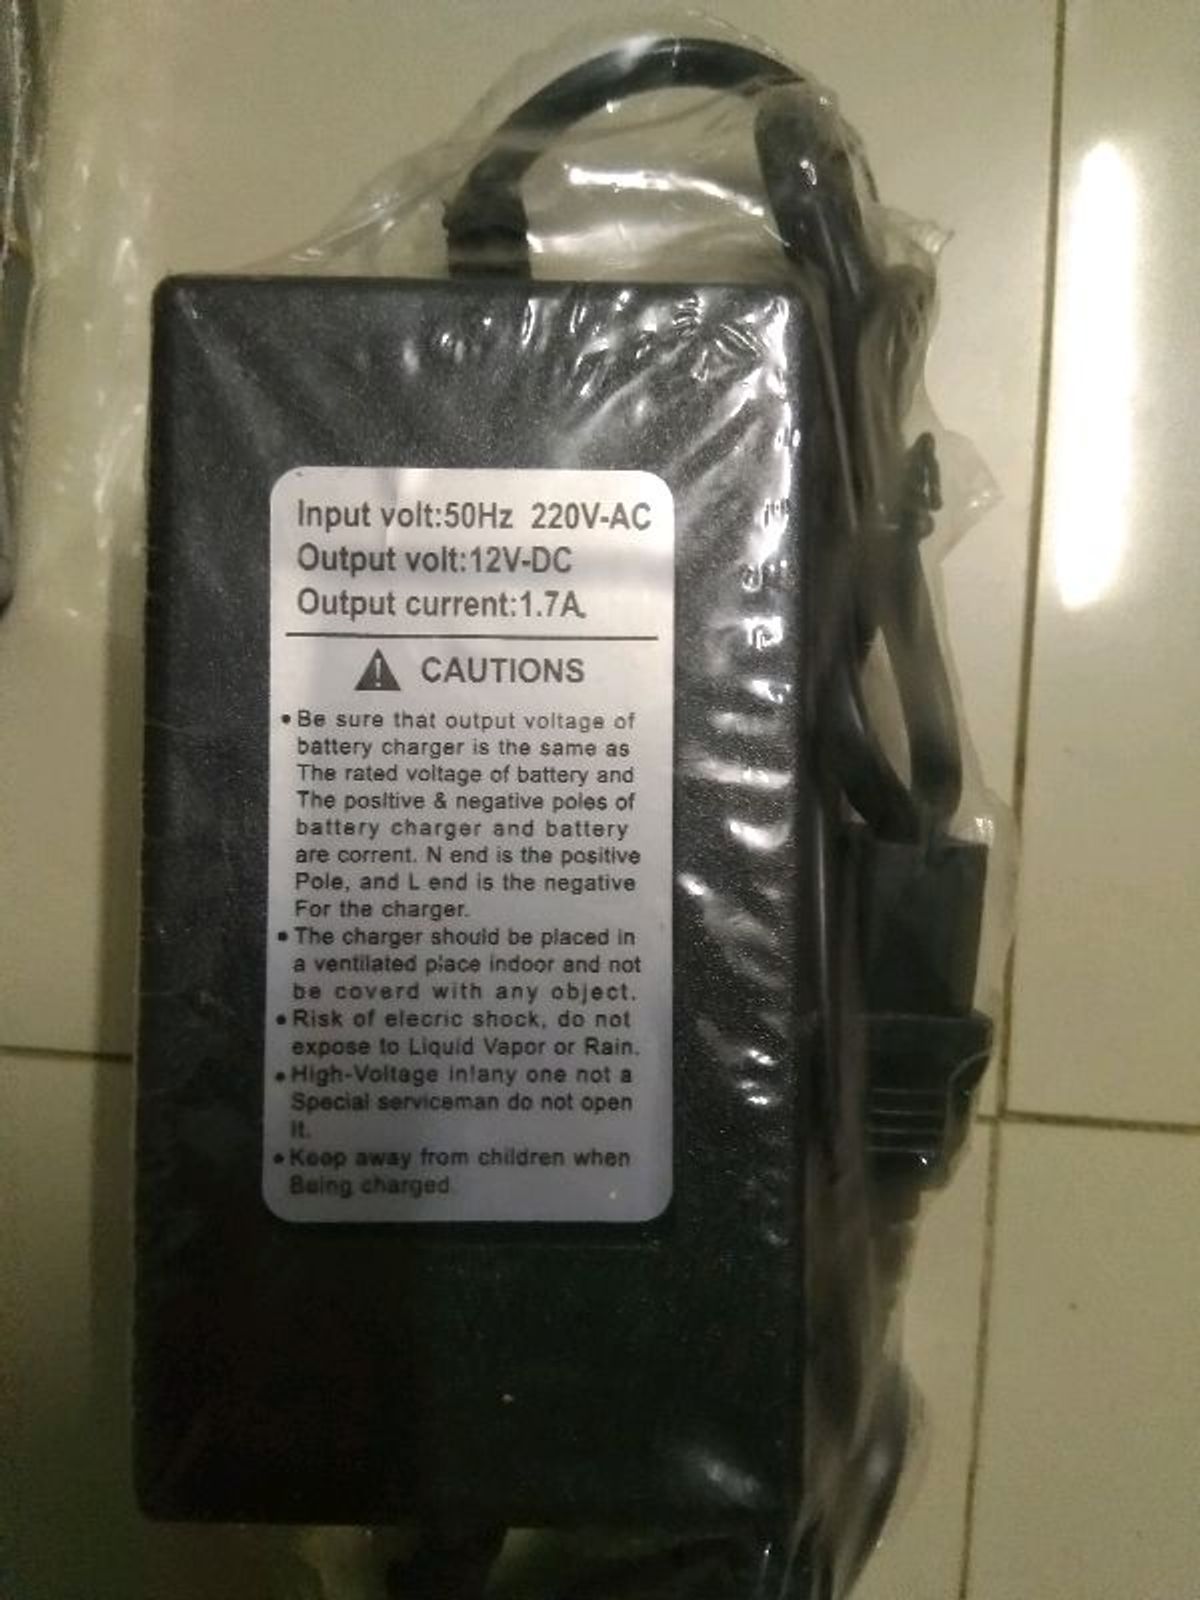 Input volt:50Hz 220V-AC
Output volt:12V-DC
Output current:1.7A.
CAUTIONS
• Be sure that output voltage of
battery charger is the same as
The rated voltage of battery and
The positive & negative poles of
battery charger and battery
are corrent. N end is the positive
Pole, and L end is the negative
For the charger.
• The charger should be placed in
a ventilated place indoor and not
be coverd with any object.
• Risk of elecric shock, do not
expose to Liquid Vapor or Rain.
• High-Voltage in!any one not a
Special serviceman do not open
it.
• Keep away from children when
Being charged